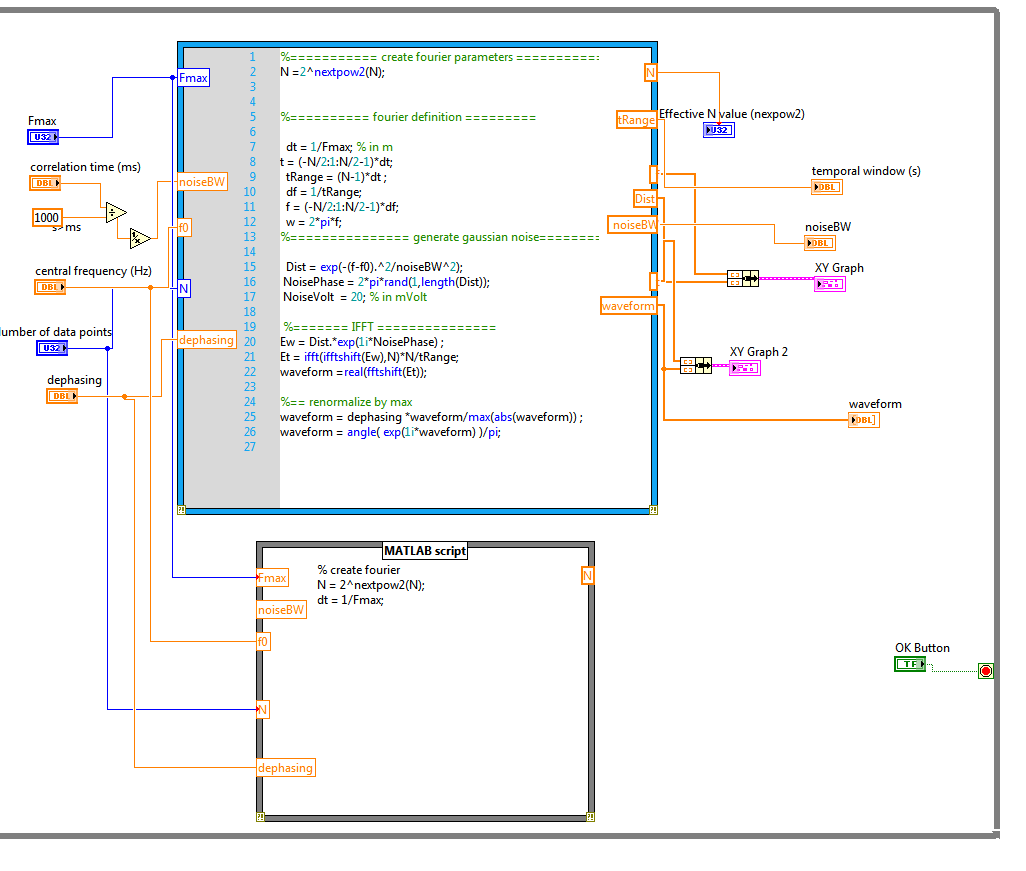 Fmax
U32
correlation time (ms)
DBL
1000
s>ms
central frequency (Hz)
DBL
umber of data points
U32
dephasing
DBL
Fmax
noiseBW
f0
N
dephasing
1 %=========== create fourier parameters ===========:
2 N =2^nextpow2(N);
3
4
5 %========== fourier definition =========
6
7 dt = 1/Fmax; % in m
8 t = (-N/2:1:N/2-1)*dt;
9 tRange = (N-1)*dt ;
10 df = 1/tRange;
11 f = (-N/2:1:N/2-1)*df;
12 w = 2*pi*f;
13 %=============== generate gaussian noise========:
14
15 Dist = exp(-(f-f0).^2/noiseBW^2);
16 NoisePhase = 2*pi*rand(1,length(Dist));
17 NoiseVolt = 20; % in mVolt
18
19 %======= IFFT ===============
20 Ew = Dist.*exp(1i*NoisePhase) ;
21 Et = ifft(ifftshift(Ew),N)*N/tRange;
22 waveform =real(fftshift(Et));
23
24 %== renormalize by max
25 waveform = dephasing *waveform/max(abs(waveform)) ;
26 waveform = angle( exp(1i*waveform) )/pi;
27
N
tRange
Dist
noiseBW
waveform
Effective N value (nexpow2)
U32
temporal window (s)
DBL
noiseBW
DBL
XY Graph
XY Graph 2
waveform
DBL
MATLAB script
Fmax
noiseBW
f0
N
dephasing
% create fourier
N = 2^nextpow2(N);
dt = 1/Fmax;
N
OK Button
TF